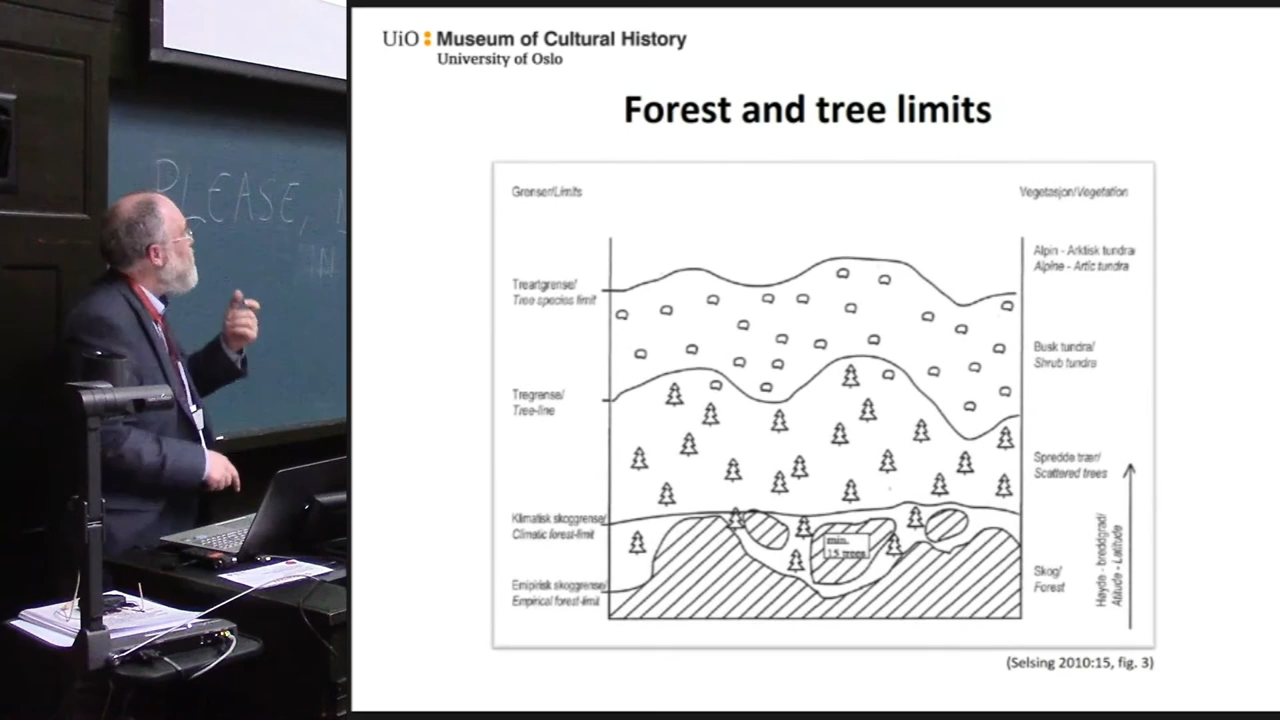 UiO Museum of Cultural History
University of Oslo
Forest and tree limits
Grenser/Limits
Vegetasjon/Vegetation
Treartgrense/
Tree species limit
Tregrense/
Tree-line
Klimatisk skoggrense/
Climatic forest-limit
Empirisk skoggrense/
Empirical forest-limit
min.
15 trees
Alpin - Arktisk tundra/
Alpine - Artic tundra
Busk tundra/
Shrub tundra
Spredde trær/
Scattered trees
Skog/
Forest
Høyde - breddgrad/
Altitude - Latitude
(Selsing 2010:15, fig. 3)
PLEASE,